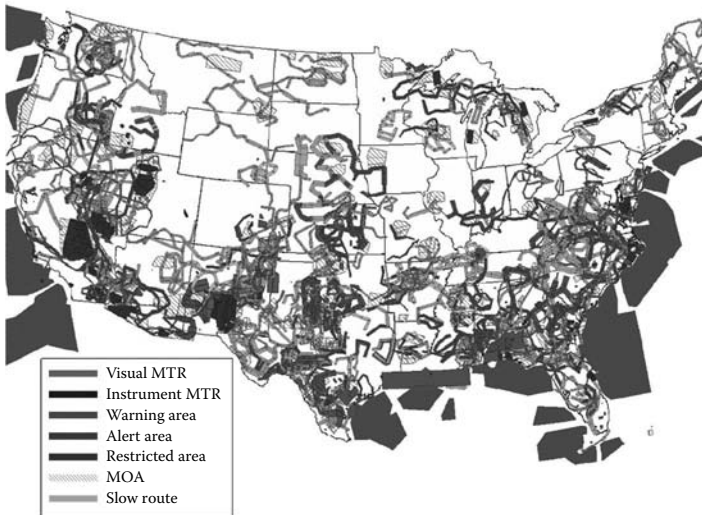 Visual MTR
Instrument MTR
Warning area
Alert area
Restricted area
MOA
Slow route